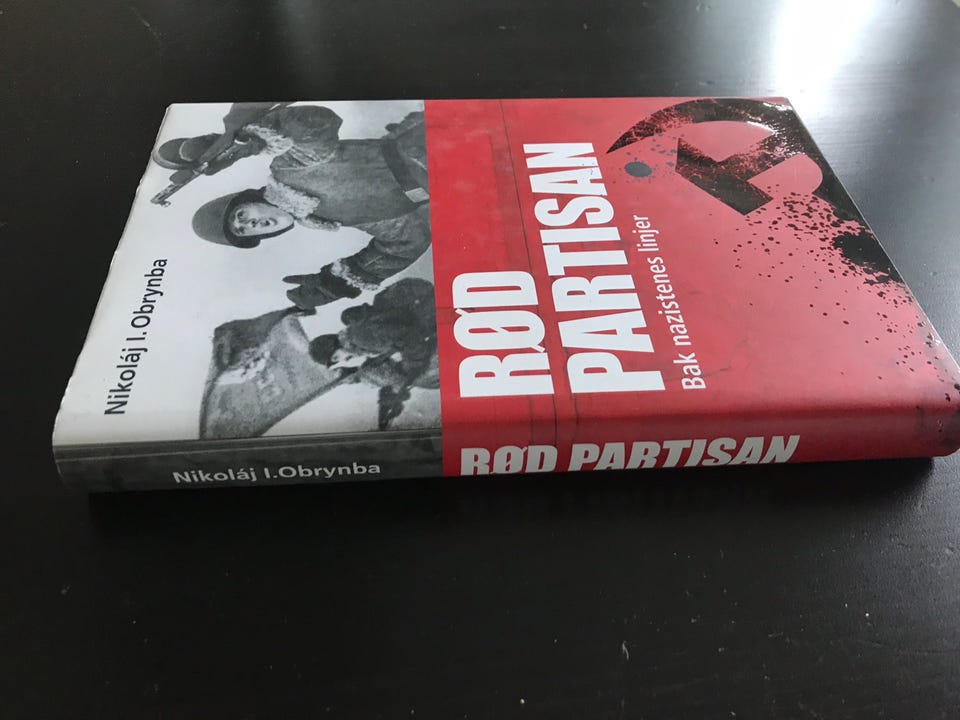 Nikoláj I.Obrynba
RØD
PARTISAN
Bak nazistenes linjer
Nikoláj I.Obrynba
RØD PARTISAN